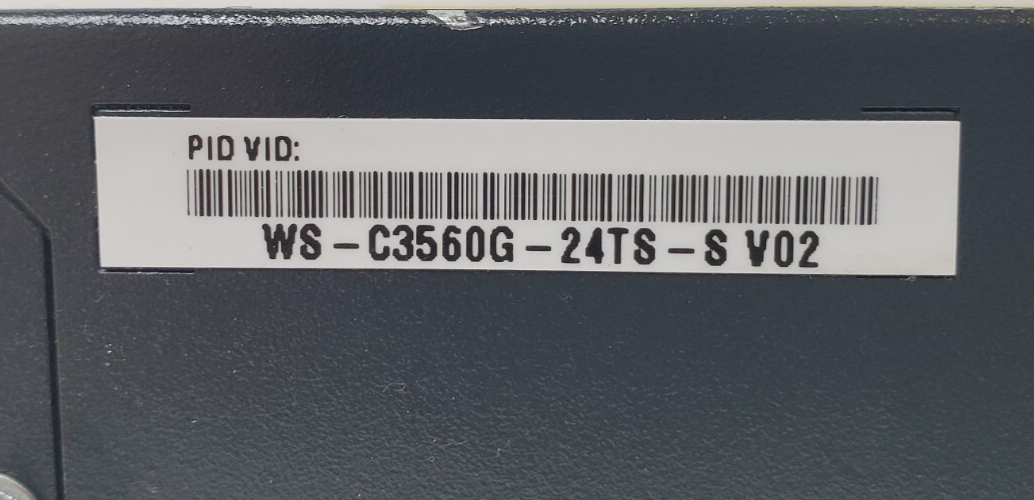 PID VID:
WS-C3560G-24TS-S V02